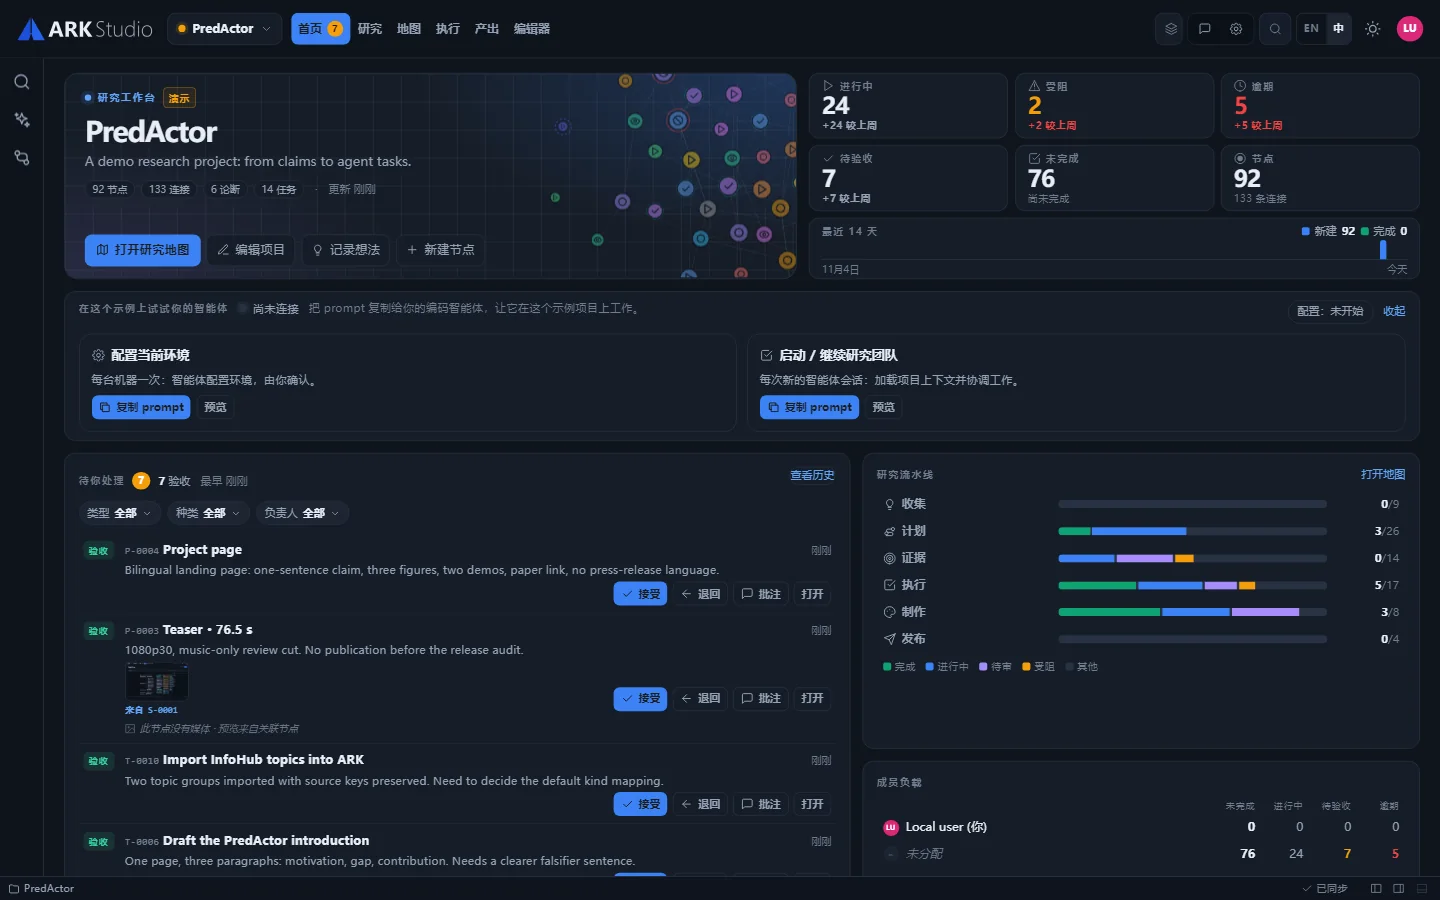 ARK Studio
PredActor
首页 7
研究
地图
执行
产出
编辑器
EN 中
LU
研究工作台 演示
PredActor
A demo research project: from claims to agent tasks.
92 节点 133 连接 6 论断 14 任务 · 更新 刚刚
打开研究地图 编辑项目 记录想法 新建节点
进行中
24
+24 较上周
受阻
2
+2 较上周
逾期
5
+5 较上周
待验收
7
+7 较上周
未完成
76
尚未完成
节点
92
133 条连接
最近 14 天 新建 92 完成 0
11月4日 今天
在这个示例上试试你的智能体 尚未连接 把 prompt 复制给你的编码智能体，让它在这个示例项目上工作。 配置：未开始 收起
配置当前环境
每台机器一次：智能体配置环境，由你确认。
复制 prompt 预览
启动 / 继续研究团队
每次新的智能体会话：加载项目上下文并协调工作。
复制 prompt 预览
待你处理 7 7 验收 最早 刚刚 查看历史
类型 全部 种类 全部 负责人 全部
验收 P-0004 Project page 刚刚
Bilingual landing page: one-sentence claim, three figures, two demos, paper link, no press-release language.
接受 退回 批注 打开
验收 P-0003 Teaser • 76.5 s 刚刚
1080p30, music-only review cut. No publication before the release audit.
来自 S-0001
接受 退回 批注 打开
此节点没有媒体 · 预览来自关联节点
验收 T-0010 Import InfoHub topics into ARK 刚刚
Two topic groups imported with source keys preserved. Need to decide the default kind mapping.
接受 退回 批注 打开
验收 T-0006 Draft the PredActor introduction 刚刚
One page, three paragraphs: motivation, gap, contribution. Needs a clearer falsifier sentence.
研究流水线 打开地图
收集 0/9
计划 3/26
证据 0/14
执行 5/17
制作 3/8
发布 0/4
完成 进行中 待审 受阻 其他
成员负载
未完成 进行中 待验收 逾期
LU Local user (你) 0 0 0 0
未分配 76 24 7 5
PredActor
已同步